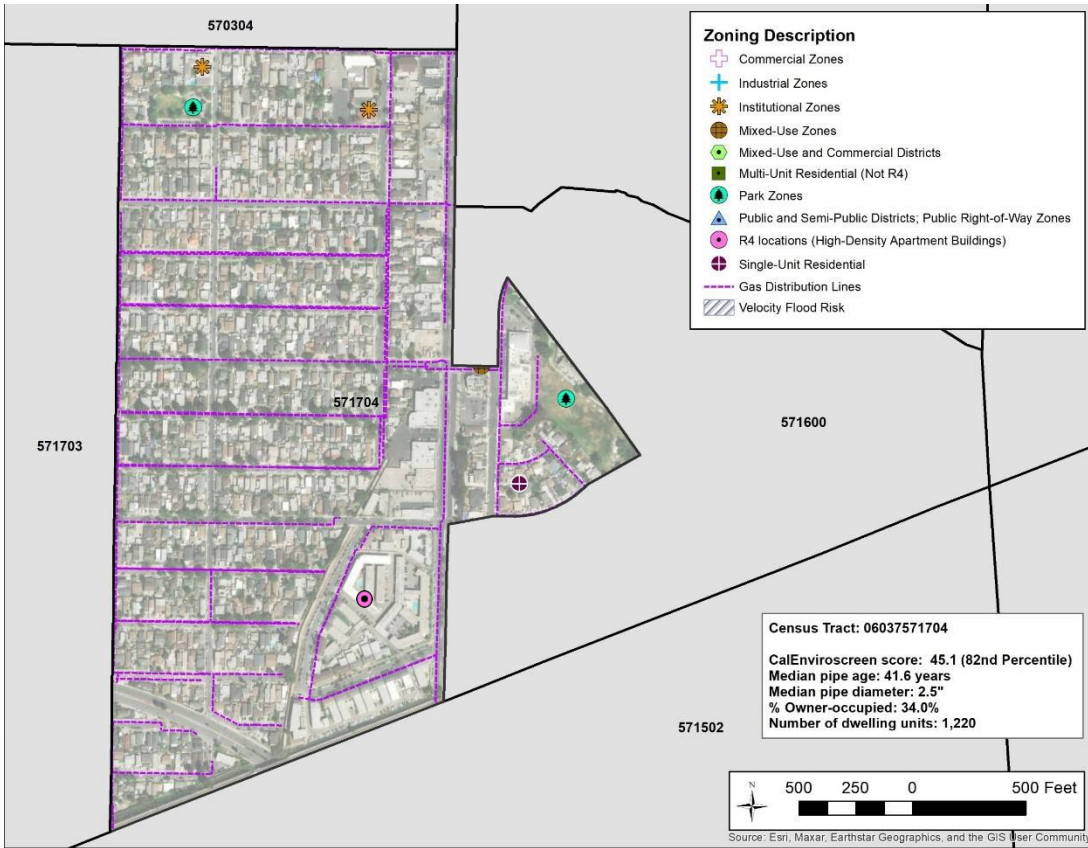 570304
Zoning Description
Commercial Zones
Industrial Zones
Institutional Zones
Mixed-Use Zones
Mixed-Use and Commercial Districts
Multi-Unit Residential (Not R4)
Park Zones
Public and Semi-Public Districts; Public Right-of-Way Zones
R4 locations (High-Density Apartment Buildings)
Single-Unit Residential
Gas Distribution Lines
Velocity Flood Risk
571704
571703
571600
571502
Census Tract: 06037571704
CalEnviroscreen score: 45.1 (82nd Percentile)
Median pipe age: 41.6 years
Median pipe diameter: 2.5"
% Owner-occupied: 34.0%
Number of dwelling units: 1,220
N
500 250 0 500 Feet
Source: Esri, Maxar, Earthstar Geographics, and the GIS User Community